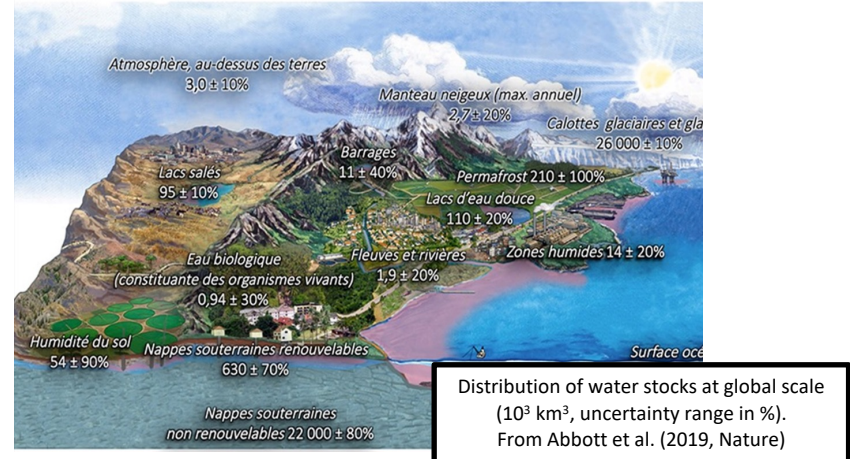 Atmosphère, au-dessus des terres
3,0 ± 10%
Manteau neigeux (max. annuel)
2,7± 20%
Calottes glaciaires et gla
26 000 ± 10%
Barrages
11 ± 40%
Lacs salés
95 ± 10%
Permafrost 210 ± 100%
Lacs d'eau douce
110 ± 20%
Eau biologique
(constituante des organismes vivants)
0,94 ± 30%
Fleuves et rivières
1,9 ± 20%
Zones humides 14 ± 20%
Humidité du sol
54 ± 90%
Nappes souterraines renouvelables
630 ± 70%
Surface oce
Nappes souterraines
non renouvelables 22 000 ± 80%
Distribution of water stocks at global scale
(10³ km³, uncertainty range in %).
From Abbott et al. (2019, Nature)